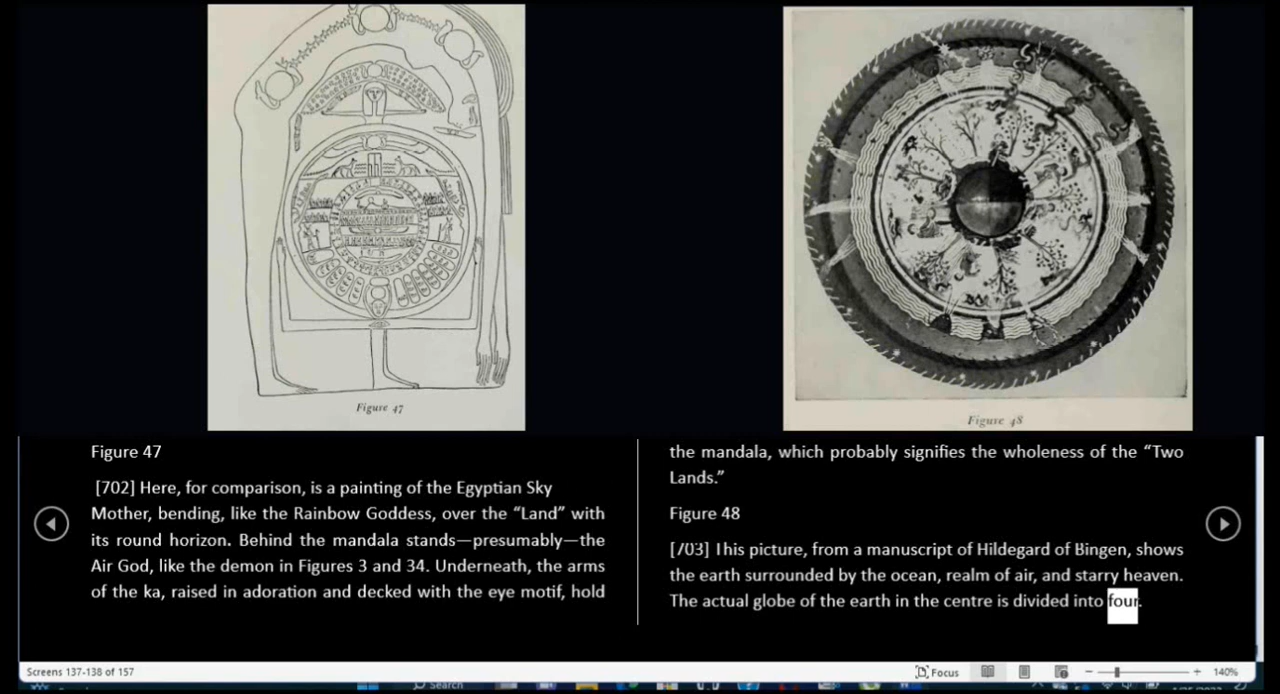 Figure 47
Figure 48
Figure 47
[702] Here, for comparison, is a painting of the Egyptian Sky
Mother, bending, like the Rainbow Goddess, over the “Land” with
its round horizon. Behind the mandala stands—presumably—the
Air God, like the demon in Figures 3 and 34. Underneath, the arms
of the ka, raised in adoration and decked with the eye motif, hold
the mandala, which probably signifies the wholeness of the “Two
Lands.”
Figure 48
[703] This picture, from a manuscript of Hildegard of Bingen, shows
the earth surrounded by the ocean, realm of air, and starry heaven.
The actual globe of the earth in the centre is divided into four.
Screens 137-138 of 157
Focus
140%
Search